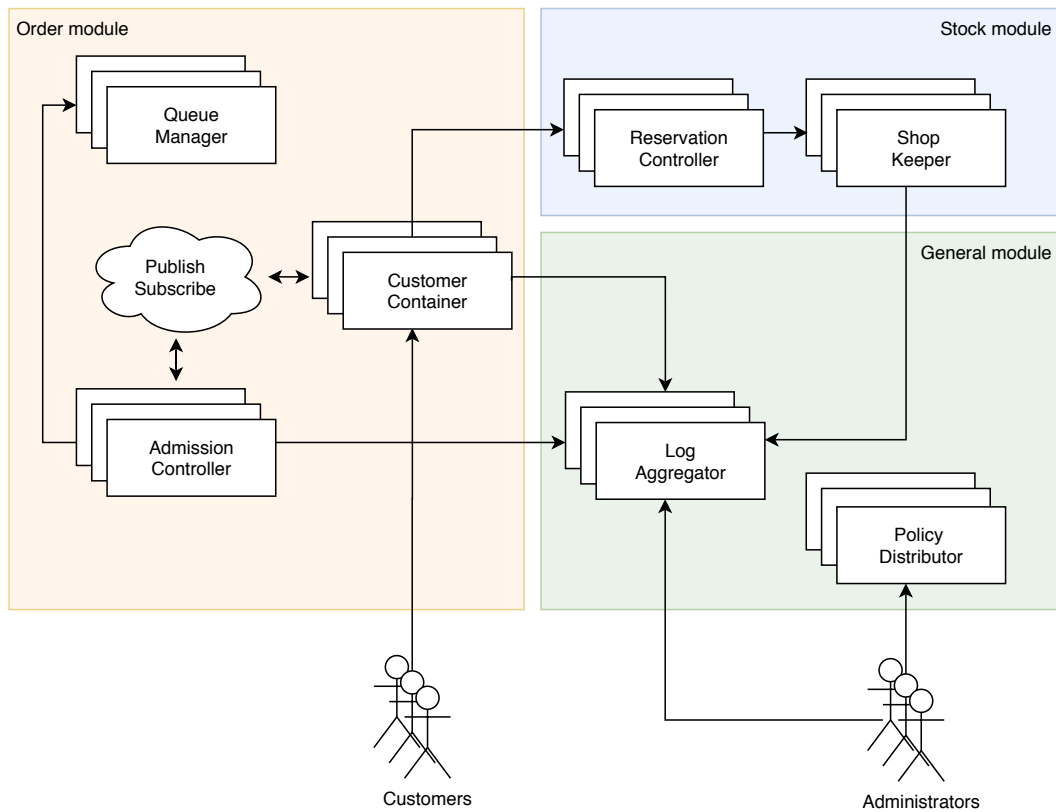 Order module
Stock module
Queue
Manager
Reservation
Controller
Shop
Keeper
Publish
Subscribe
Customer
Container
General module
Admission
Controller
Log
Aggregator
Policy
Distributor
Customers
Administrators